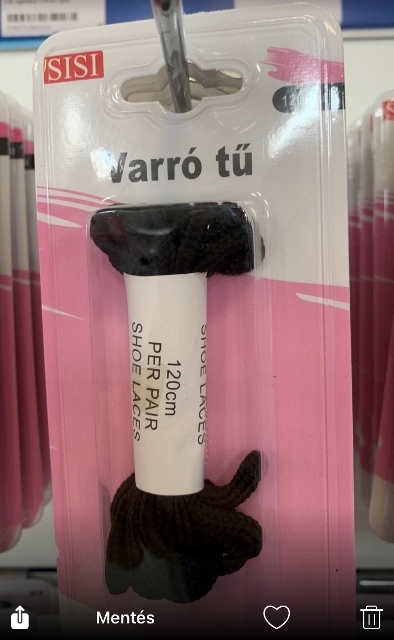 SISI
Varró tű
120cm
PER PAIR
SHOE LACES
SHOE LACES
Mentés